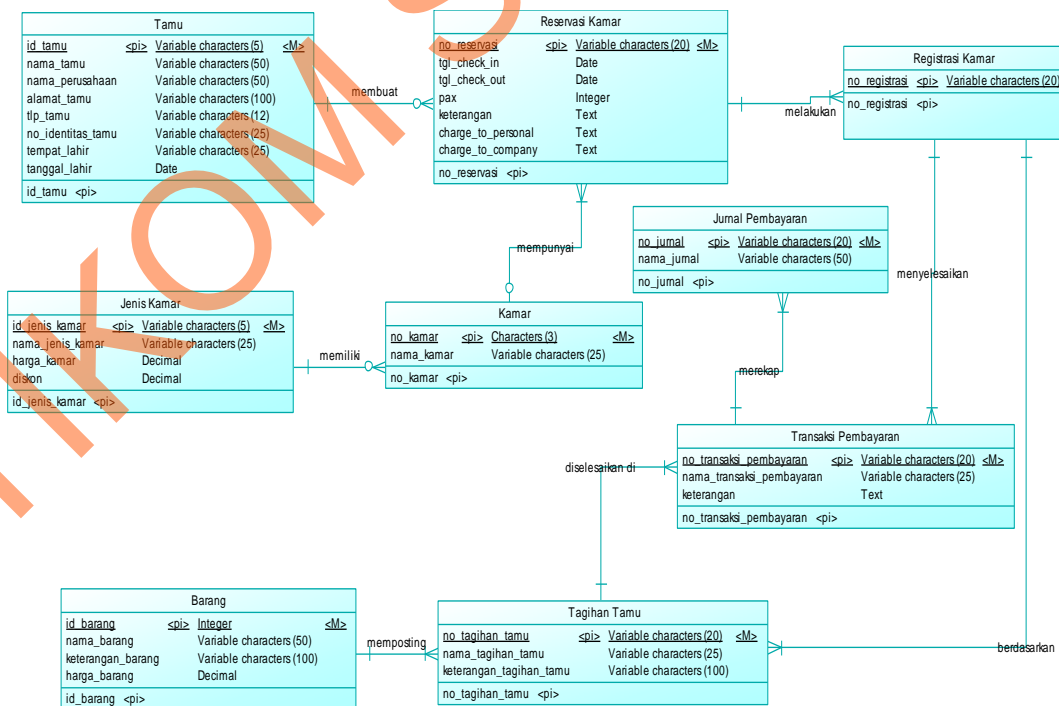 Tamu
id_tamu <pi> Variable characters (5) <M>
nama_tamu Variable characters (50)
nama_perusahaan Variable characters (50)
alamat_tamu Variable characters (100)
tlp_tamu Variable characters (12)
no_identitas_tamu Variable characters (25)
tempat_lahir Variable characters (25)
tanggal_lahir Date
id_tamu <pi>
membuat
Reservasi Kamar
no_reservasi <pi> Variable characters (20) <M>
tgl_check_in Date
tgl_check_out Date
pax Integer
keterangan Text
charge_to_personal Text
charge_to_company Text
no_reservasi <pi>
melakukan
Registrasi Kamar
no_registrasi <pi> Variable characters (20)
no_registrasi <pi>
mempunyai
Jurnal Pembayaran
no_jurnal <pi> Variable characters (20) <M>
nama_jurnal Variable characters (50)
no_jurnal <pi>
menyelesaikan
Jenis Kamar
id_jenis_kamar <pi> Variable characters (5) <M>
nama_jenis_kamar Variable characters (25)
harga_kamar Decimal
diskon Decimal
id_jenis_kamar <pi>
memiliki
Kamar
no_kamar <pi> Characters (3) <M>
nama_kamar Variable characters (25)
no_kamar <pi>
merekap
Transaksi Pembayaran
no_transaksi_pembayaran <pi> Variable characters (20) <M>
nama_transaksi_pembayaran Variable characters (25)
keterangan Text
no_transaksi_pembayaran <pi>
diselesaikan di
Barang
id_barang <pi> Integer <M>
nama_barang Variable characters (50)
keterangan_barang Variable characters (100)
harga_barang Decimal
id_barang <pi>
memposting
Tagihan Tamu
no_tagihan_tamu <pi> Variable characters (20) <M>
nama_tagihan_tamu Variable characters (25)
keterangan_tagihan_tamu Variable characters (100)
no_tagihan_tamu <pi>
berdasarkan